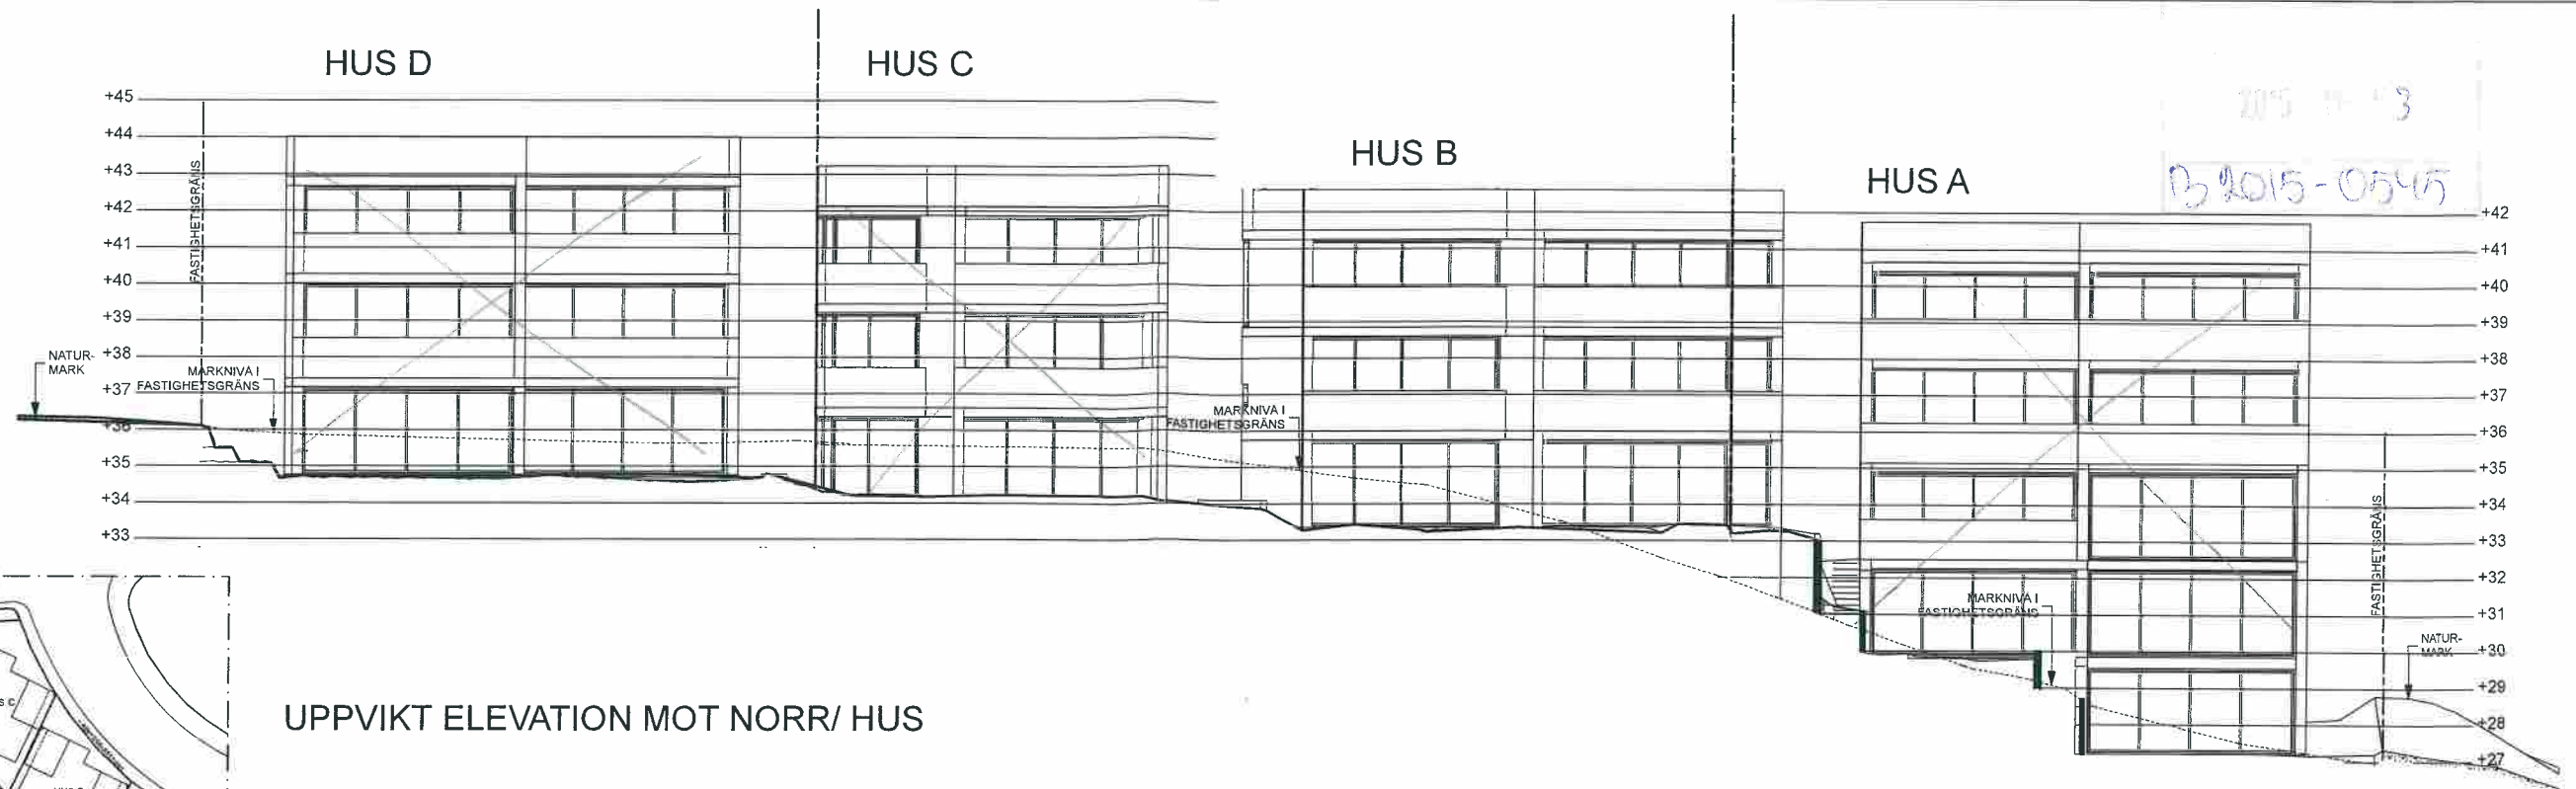 HUS D
HUS C
HUS B
HUS A
B 2015-0545
+45
+44
+43
+42
+41
+40
+39
+38
+37
+36
+35
+34
+33
FASTIGHETSGRÄNS
NATUR-
MARK
MARKNIVA I
FASTIGHETSGRÄNS
MARKNIVA I
FASTIGHETSGRÄNS
MARKNIVA I
FASTIGHETSGRÄNS
+42
+41
+40
+39
+38
+37
+36
+35
+34
+33
+32
+31
+30
+29
+28
+27
FASTIGHETSGRÄNS
NATUR-
MARK
UPPVIKT ELEVATION MOT NORR/ HUS